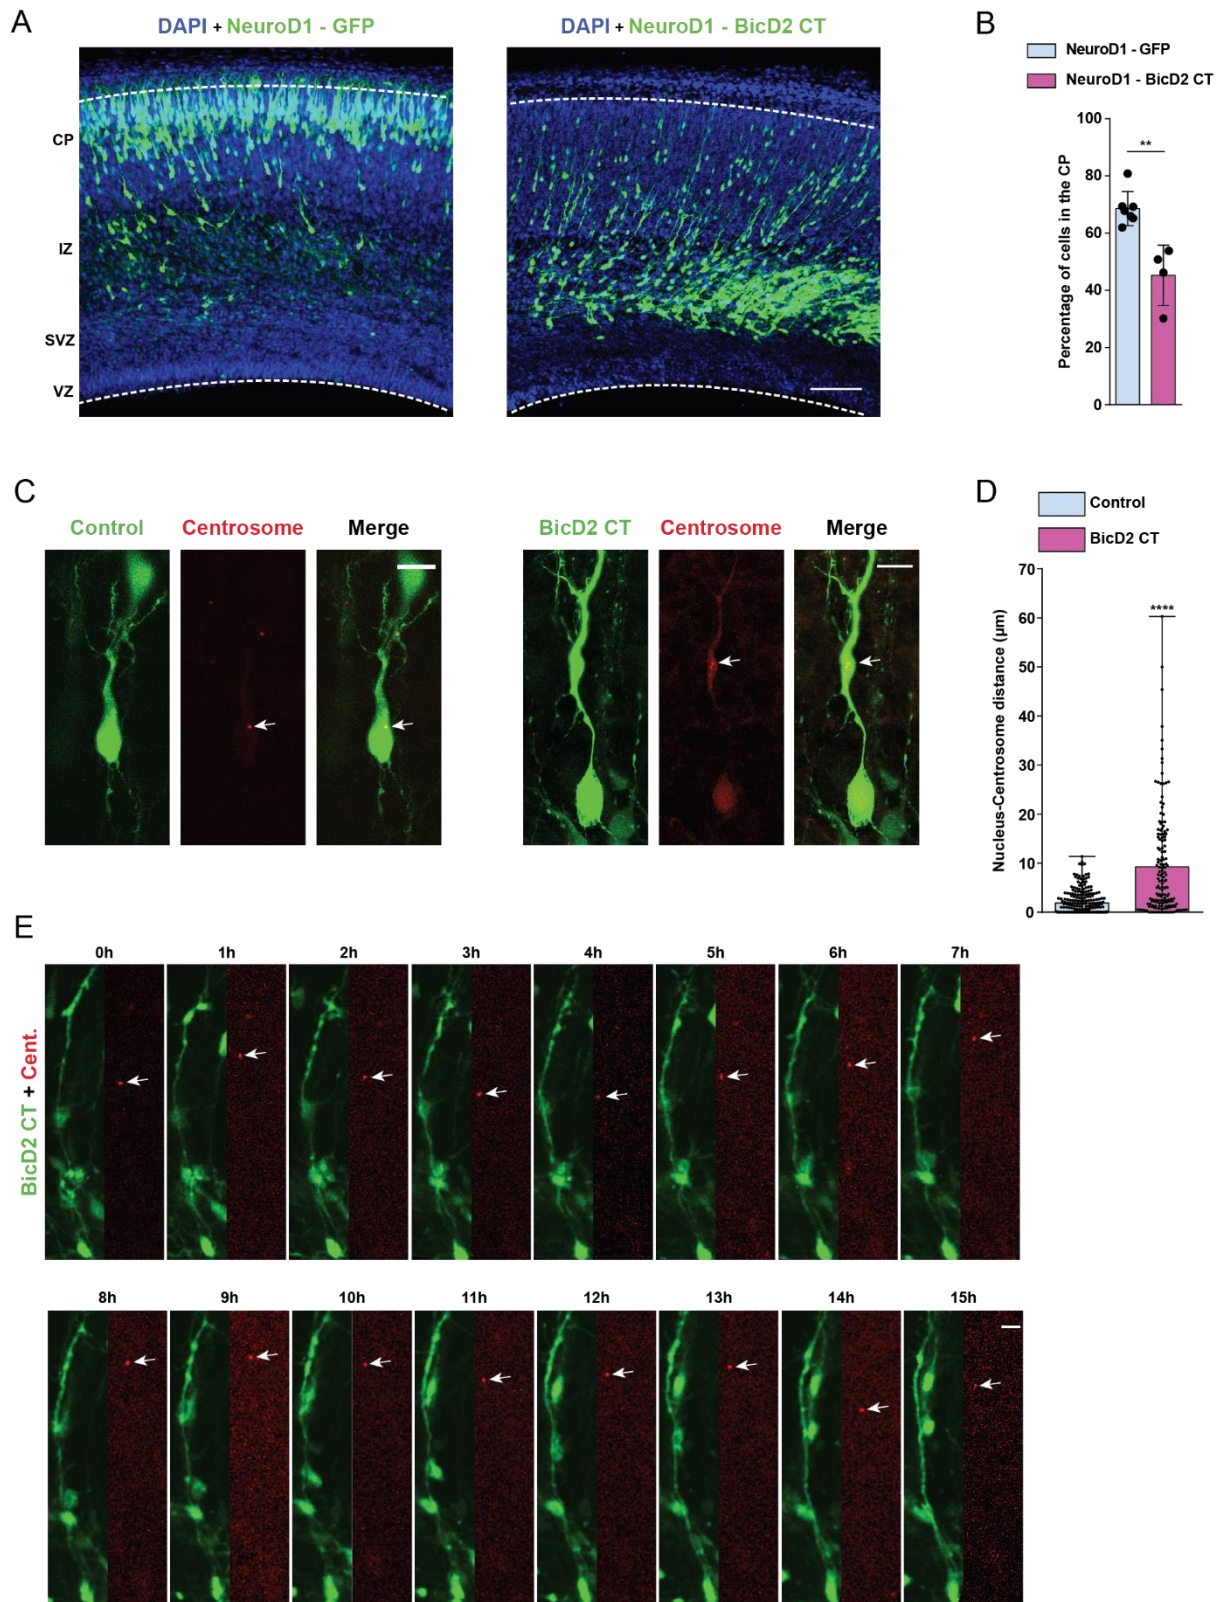 A
DAPI + NeuroD1 - GFP
DAPI + NeuroD1 - BicD2 CT
CP
IZ
SVZ
VZ
B
NeuroD1 - GFP
NeuroD1 - BicD2 CT
Percentage of cells in the CP
100
80
60
40
20
0
**
C
Control
Centrosome
Merge
BicD2 CT
Centrosome
Merge
D
Control
BicD2 CT
Nucleus-Centrosome distance (µm)
70
60
50
40
30
20
10
0
****
E
BicD2 CT + Cent.
0h
1h
2h
3h
4h
5h
6h
7h
8h
9h
10h
11h
12h
13h
14h
15h